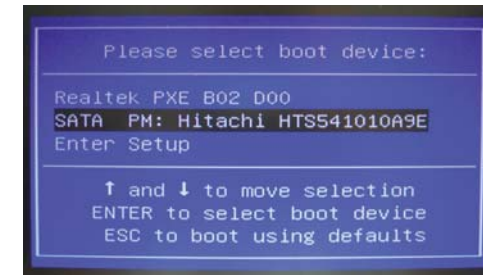 Please select boot device:
Realtek PXE B02 D00
SATA PM: Hitachi HTS541010A9E
Enter Setup
↑ and ↓ to move selection
ENTER to select boot device
ESC to boot using defaults